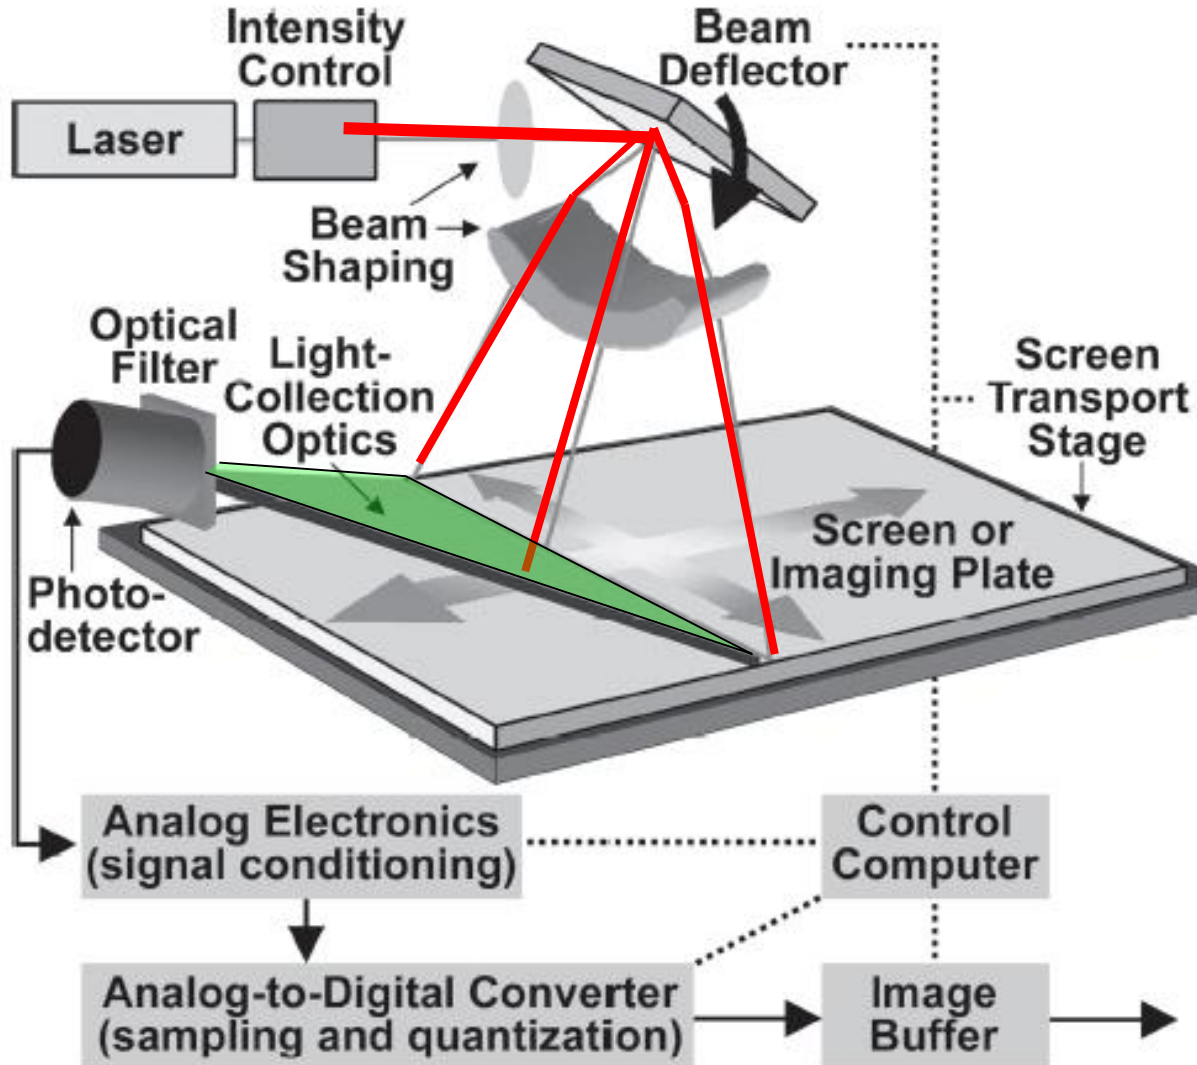 Intensity
Control
Beam
Deflector
Laser
Beam
Shaping
Optical
Filter
Light-
Collection
Optics
Screen
Transport
Stage
Screen or
Imaging Plate
Photo-
detector
Analog Electronics
(signal conditioning)
Control
Computer
Analog-to-Digital Converter
(sampling and quantization)
Image
Buffer